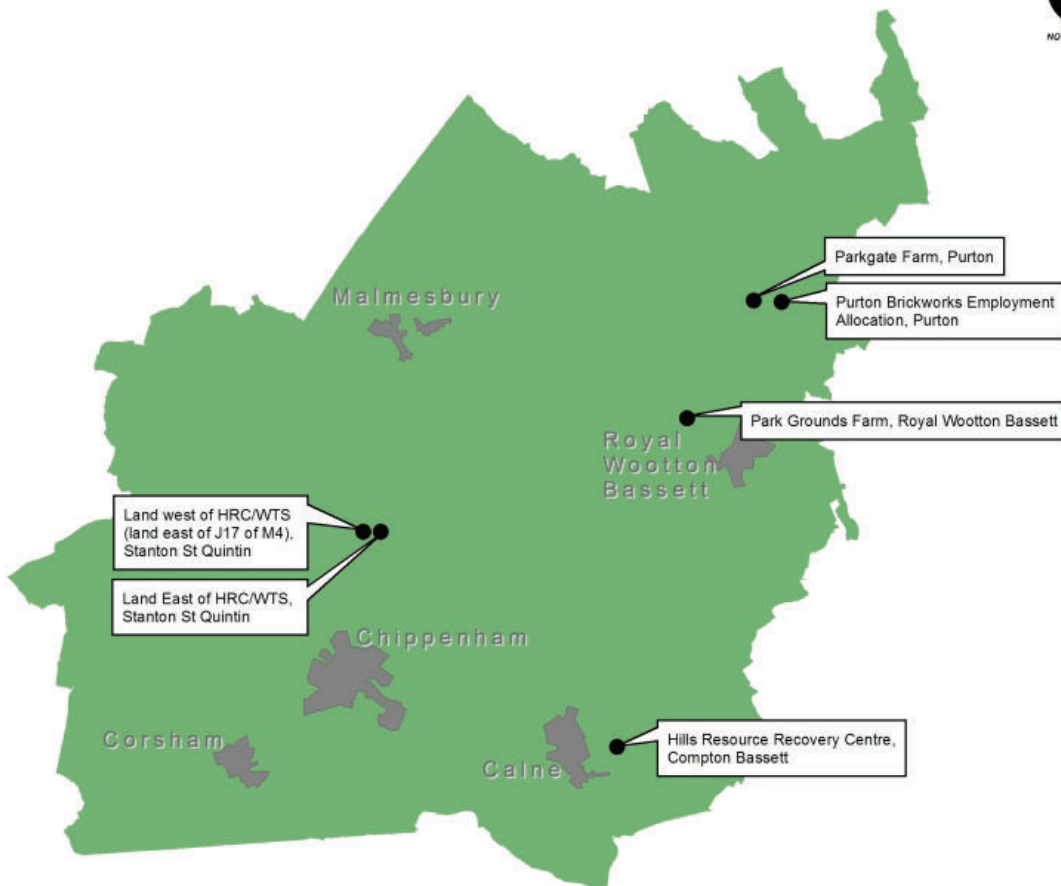 NO
Parkgate Farm, Purton
Malmesbury
Purton Brickworks Employment
Allocation, Purton
Park Grounds Farm, Royal Wootton Bassett
Royal
Wootton
Bassett
Land west of HRC/WTS
(land east of J17 of M4),
Stanton St Quintin
Land East of HRC/WTS,
Stanton St Quintin
Chippenham
Corsham
Hills Resource Recovery Centre,
Compton Bassett
Calne